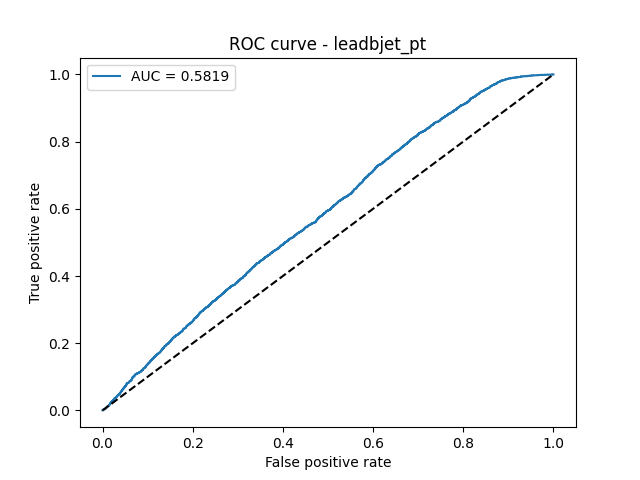 ROC curve - leadbjet_pt
AUC = 0.5819
1.0
0.8
0.6
0.4
0.2
0.0
True positive rate
0.0 0.2 0.4 0.6 0.8 1.0
False positive rate